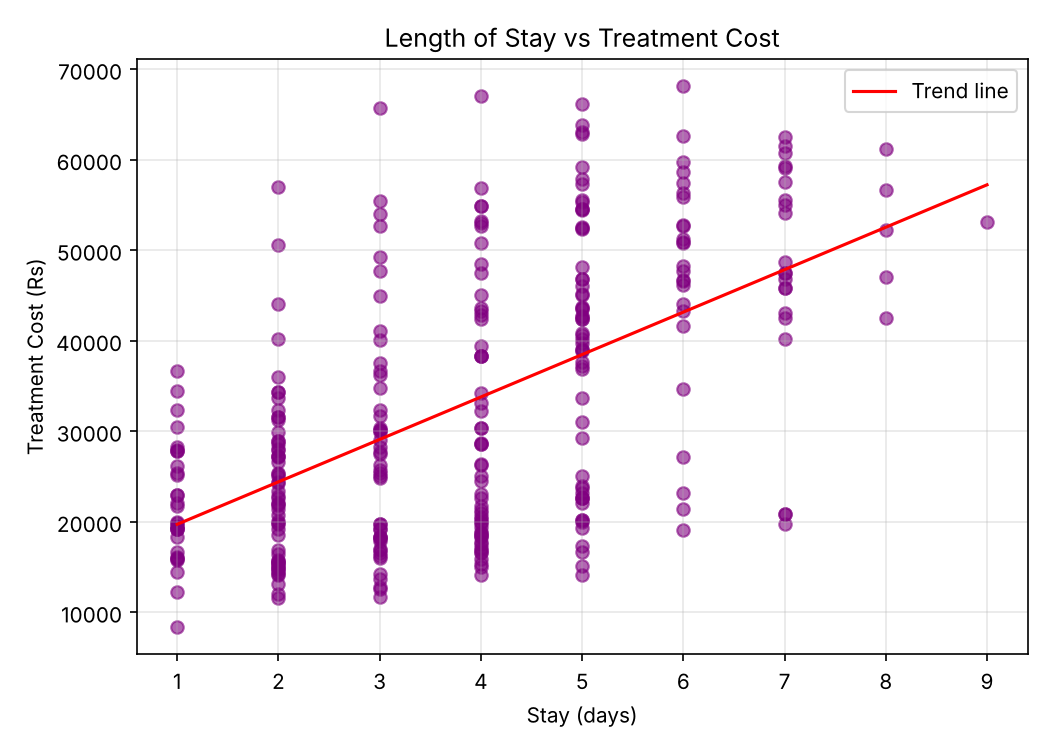 Length of Stay vs Treatment Cost
Trend line
Treatment Cost (Rs)
70000
60000
50000
40000
30000
20000
10000
1 2 3 4 5 6 7 8 9
Stay (days)